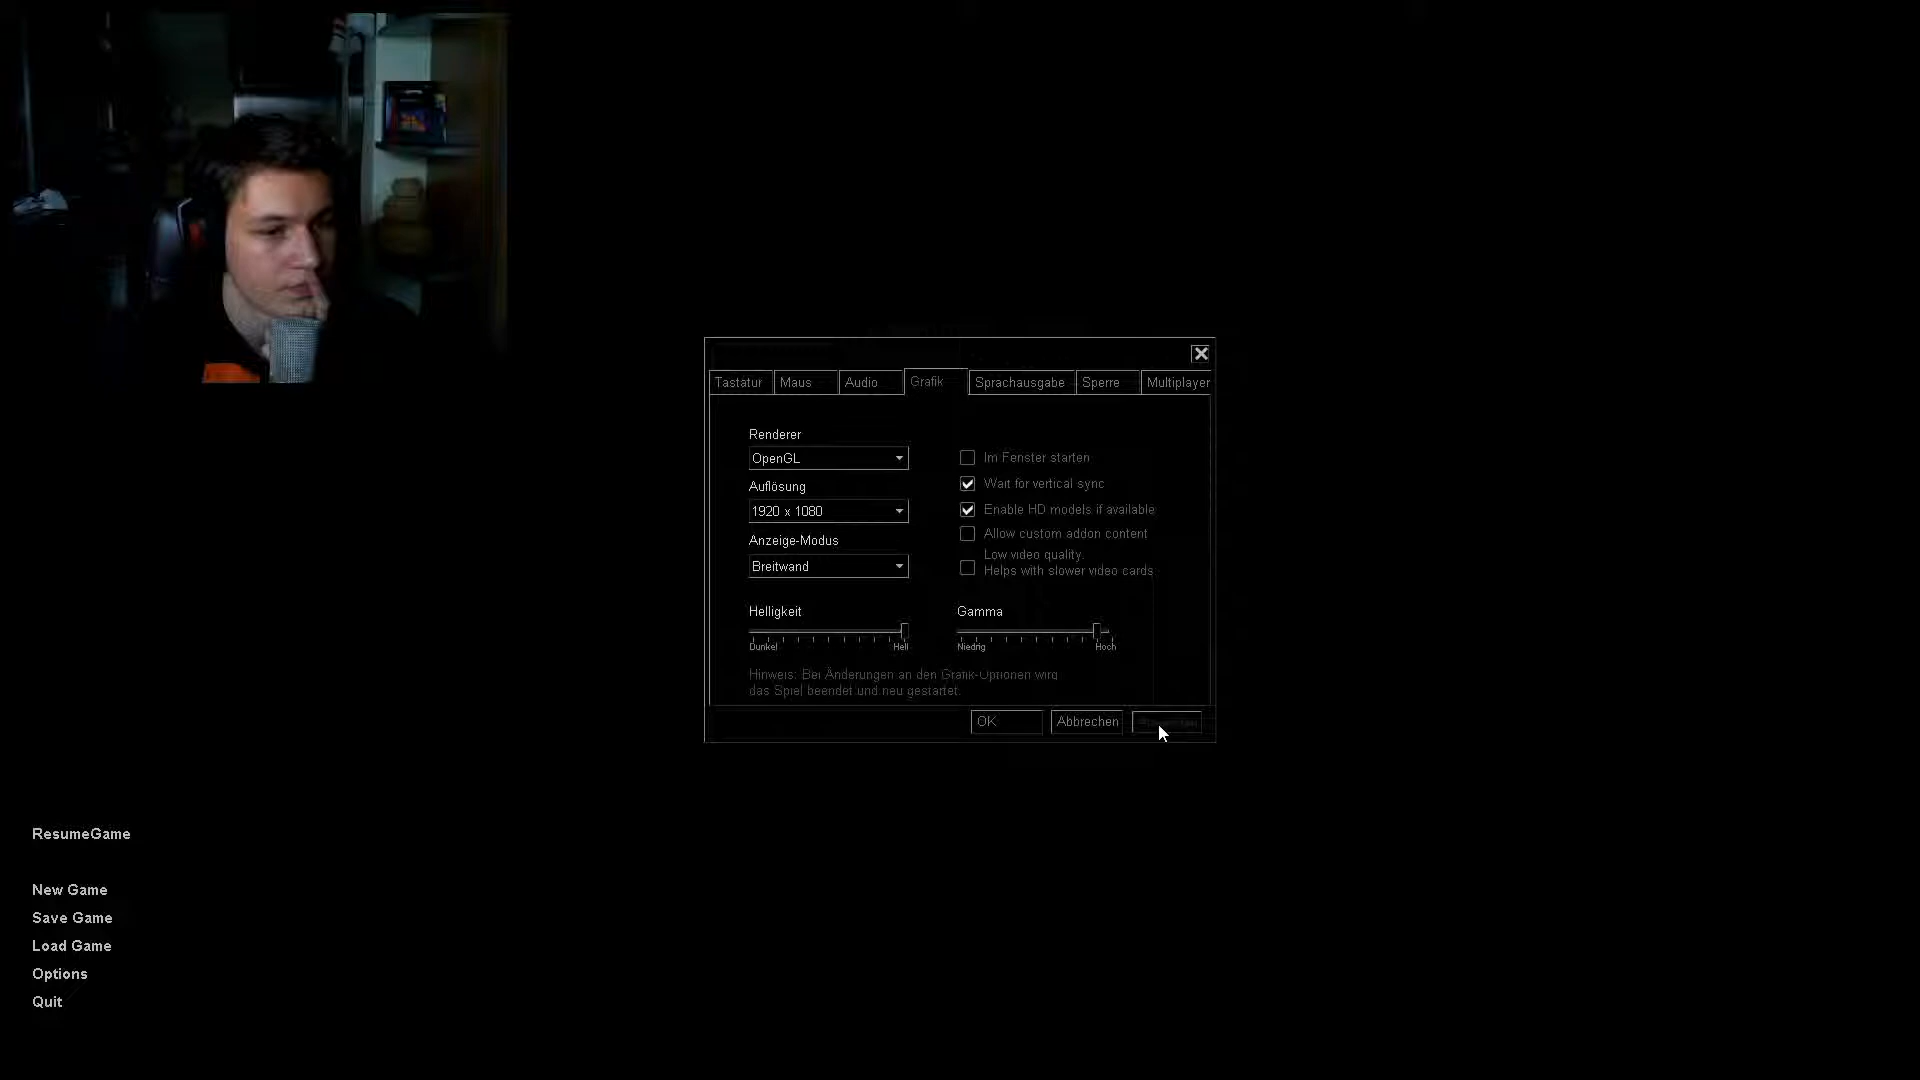 Tastatur Maus Audio Grafik Sprachausgabe Sperre Multiplayer
Renderer
OpenGL
Im Fenster starten
Auflösung
Wait for vertical sync
1920 x 1080
Enable HD models if available
Anzeige-Modus
Allow custom addon content
Breitwand
Low video quality.
Helps with slower video cards
Helligkeit
Gamma
Dunkel Hell
Niedrig Hoch
Hinweis: Bei Änderungen an den Grafik-Optionen wird
das Spiel beendet und neu gestartet.
OK Abbrechen
ResumeGame
New Game
Save Game
Load Game
Options
Quit